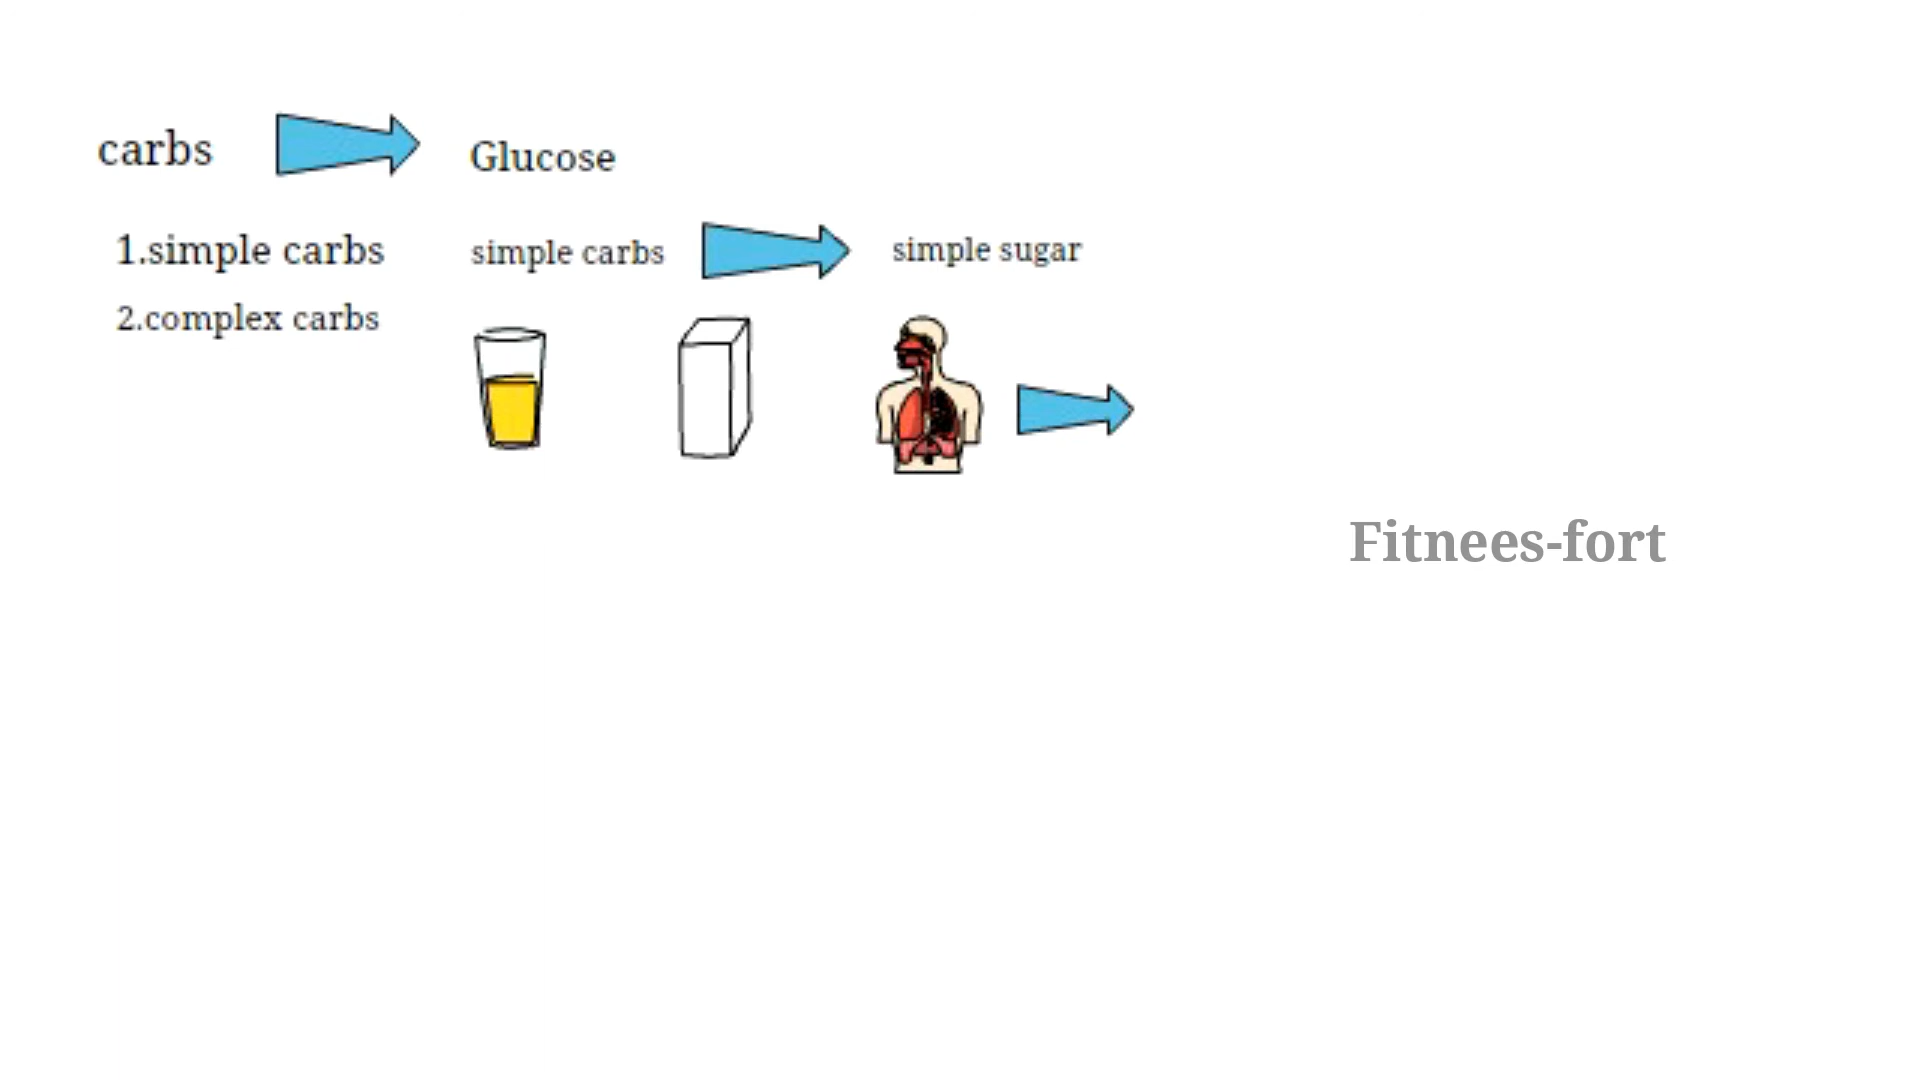 carbs
Glucose
1.simple carbs
simple carbs
simple sugar
2.complex carbs
Fitnees-fort